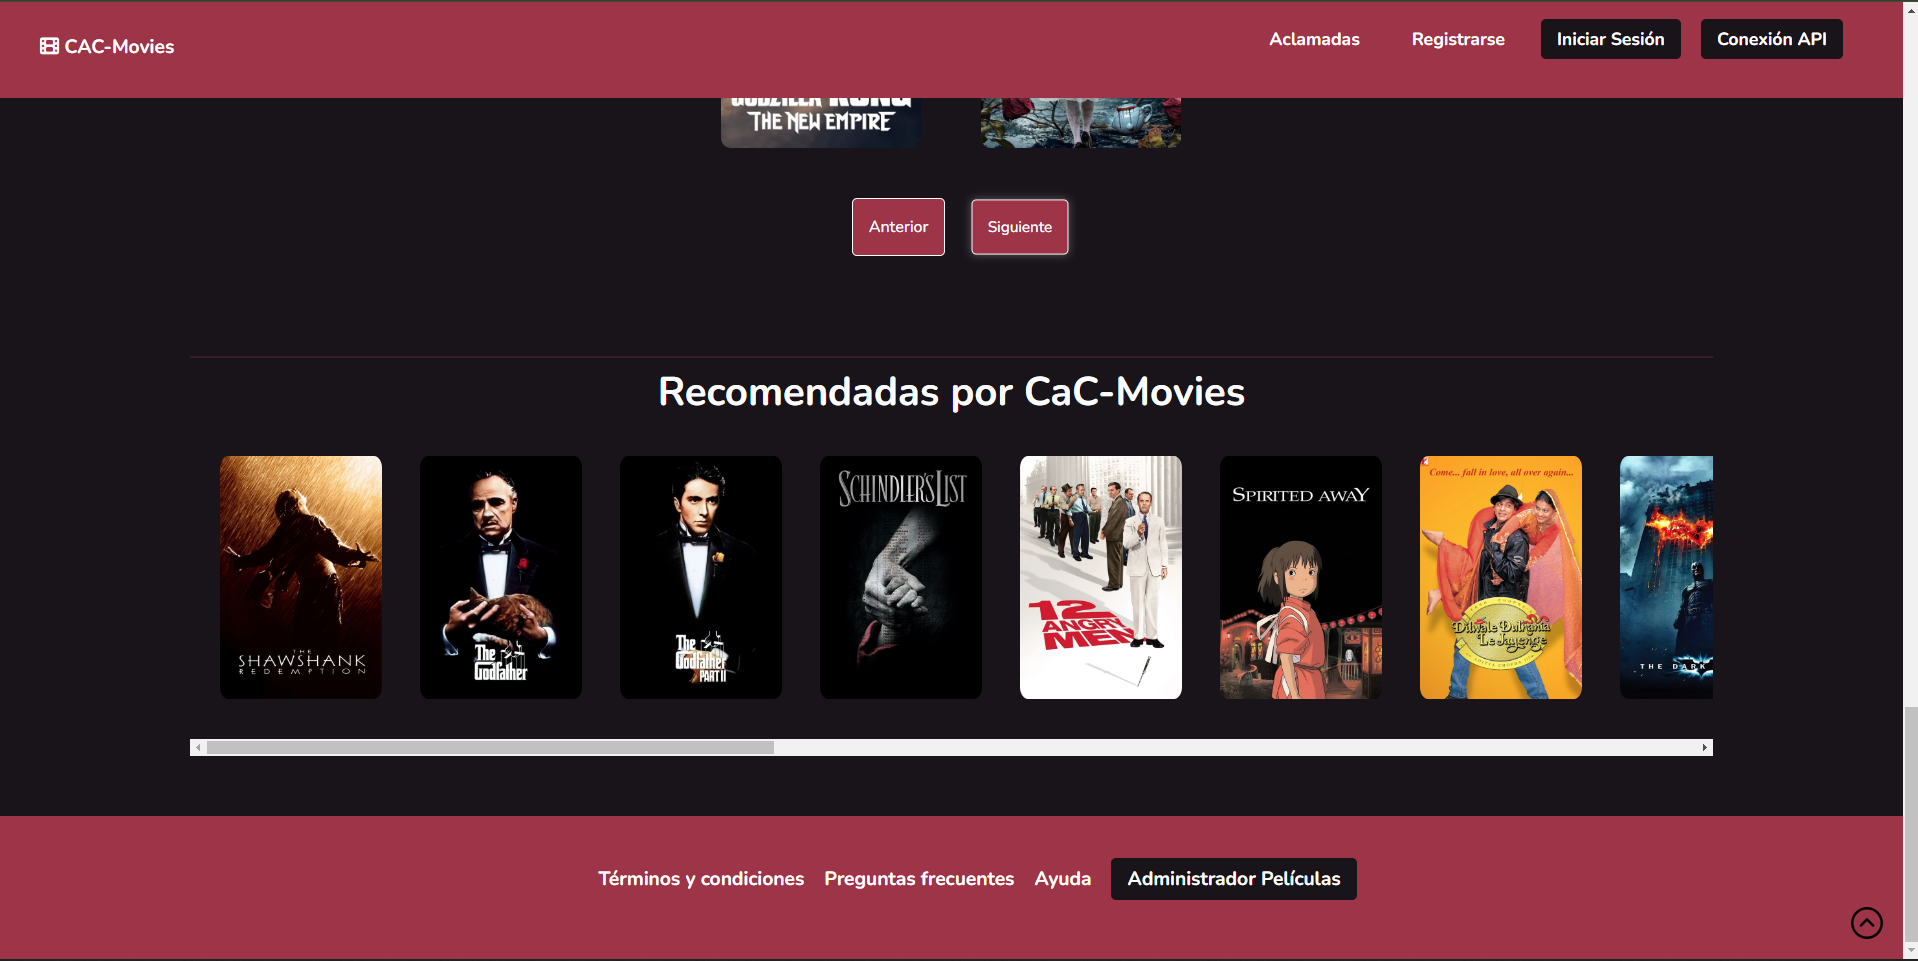 CAC-Movies
Aclamadas
Registrarse
Iniciar Sesión
Conexión API
THE NEW EMPIRE
Anterior
Siguiente
Recomendadas por CaC-Movies
THE
SHAWSHANK
REDEMPTION
The
Godfather
The
Godfather
PART II
SCHINDLER'S LIST
12
ANGRY
MEN
SPIRITED AWAY
Come... fall in love, all over again...
Dilwale Dulhania
Le Jayenge
THE DARK
Términos y condiciones
Preguntas frecuentes
Ayuda
Administrador Películas